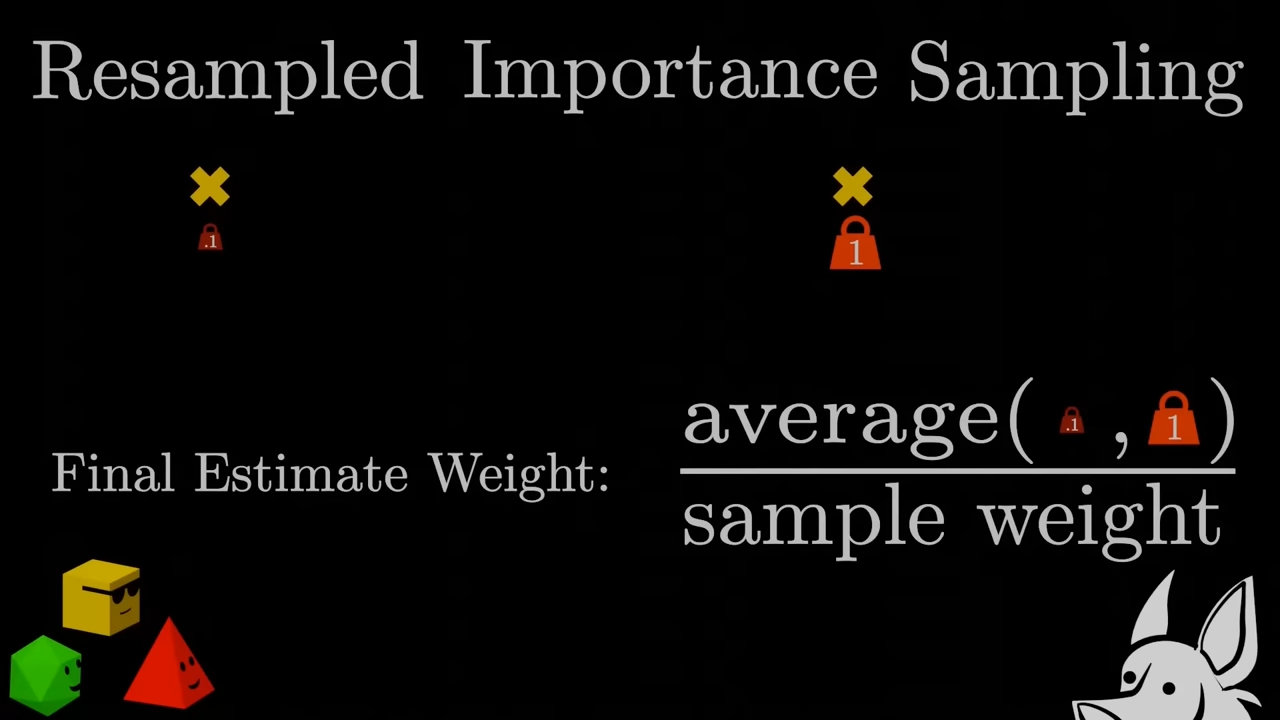 Resampled Importance Sampling
.1
1
Final Estimate Weight:
average( .1 , 1 )
sample weight